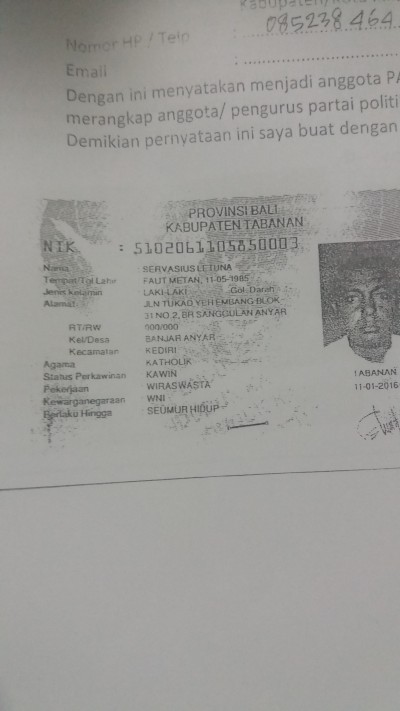 Kabupaten/Kota
Nomor HP / Telp : 085238 464
Email :
Dengan ini menyatakan menjadi anggota PA
merangkap anggota/ pengurus partai politi
Demikian pernyataan ini saya buat dengan
PROVINSI BALI
KABUPATEN TABANAN
NIK : 5102061105850003
Nama : SERVASIUS LETUNA
Tempat/Tgl Lahir : FAUT METAN, 11-05-1985
Jenis Kelamin : LAKI-LAKI Gol. Darah
Alamat : JLN TUKAD YEH EMBANG BLOK
31 NO 2, BR SANGGULAN ANYAR
RT/RW : 000/000
Kel/Desa : BANJAR ANYAR
Kecamatan : KEDIRI
Agama : KATHOLIK
Status Perkawinan : KAWIN
Pekerjaan : WIRASWASTA
Kewarganegaraan : WNI
Berlaku Hingga : SEUMUR HIDUP
TABANAN
11-01-2016